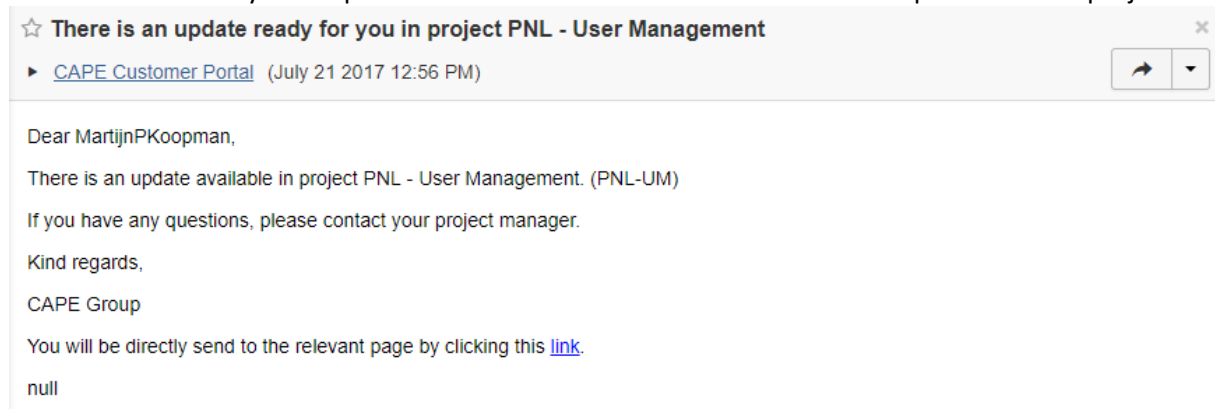 There is an update ready for you in project PNL - User Management
CAPE Customer Portal (July 21 2017 12:56 PM)
Dear MartijnPKoopman,
There is an update available in project PNL - User Management. (PNL-UM)
If you have any questions, please contact your project manager.
Kind regards,
CAPE Group
You will be directly send to the relevant page by clicking this link.
null